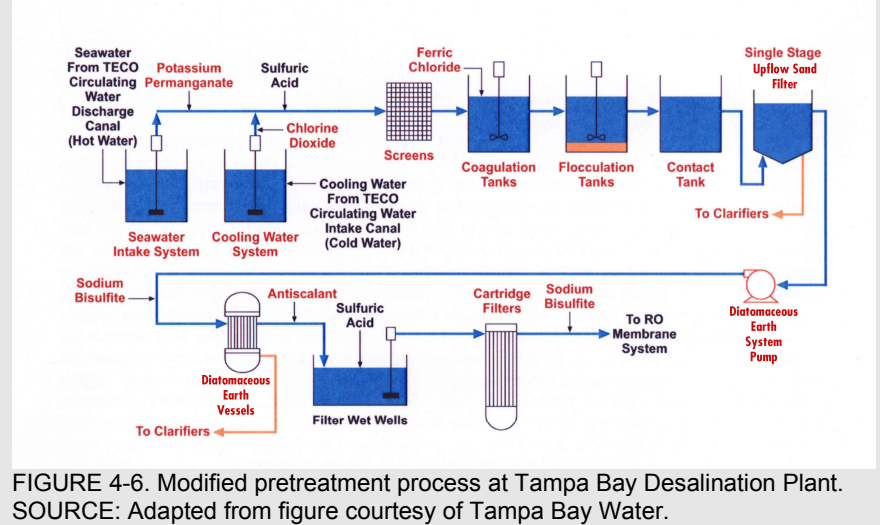 Seawater
From TECO
Circulating
Water
Discharge
Canal
(Hot Water)
Potassium
Permanganate
Sulfuric
Acid
Chlorine
Dioxide
Ferric
Chloride
Single Stage
Upflow Sand
Filter
Screens
Coagulation
Tanks
Flocculation
Tanks
Contact
Tank
Cooling Water
From TECO
Circulating Water
Intake Canal
(Cold Water)
To Clarifiers
Seawater
Intake System
Cooling Water
System
Sodium
Bisulfite
Antiscalant
Sulfuric
Acid
Cartridge
Filters
Sodium
Bisulfite
To RO
Membrane
System
Diatomaceous
Earth
System
Pump
Diatomaceous
Earth
Vessels
Filter Wet Wells
To Clarifiers
FIGURE 4-6. Modified pretreatment process at Tampa Bay Desalination Plant.
SOURCE: Adapted from figure courtesy of Tampa Bay Water.